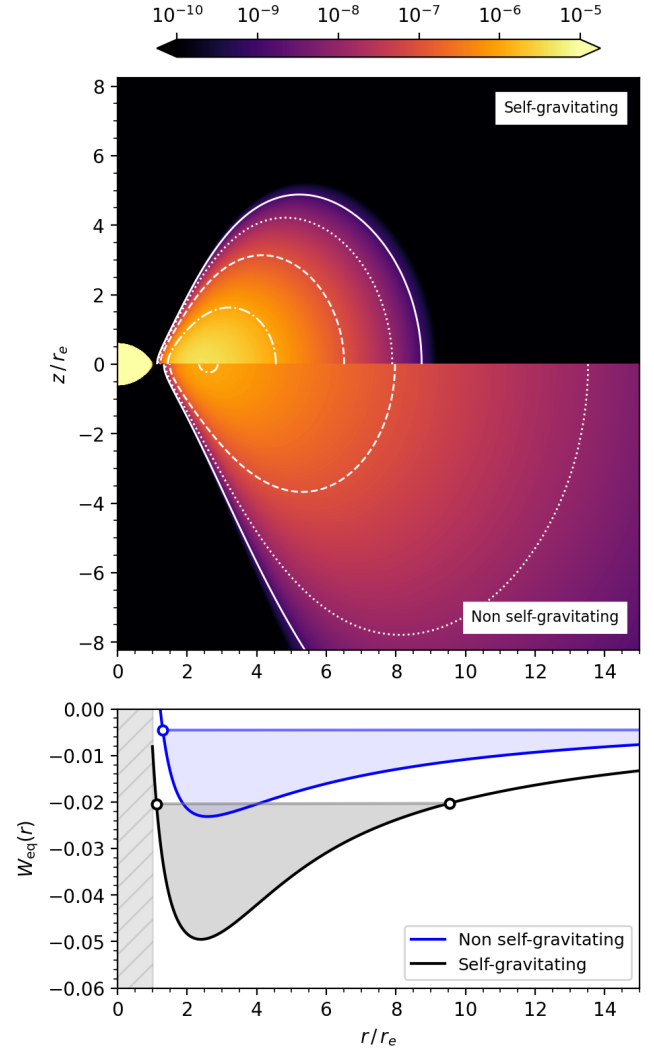 10⁻¹⁰ 10⁻⁹ 10⁻⁸ 10⁻⁷ 10⁻⁶ 10⁻⁵
Self-gravitating
8
6
4
2
0
−2
−4
−6
−8
z / rₑ
Non self-gravitating
0 2 4 6 8 10 12 14
0.00
−0.01
−0.02
−0.03
−0.04
−0.05
−0.06
W_eq(r)
Non self-gravitating
Self-gravitating
0 2 4 6 8 10 12 14
r / rₑ